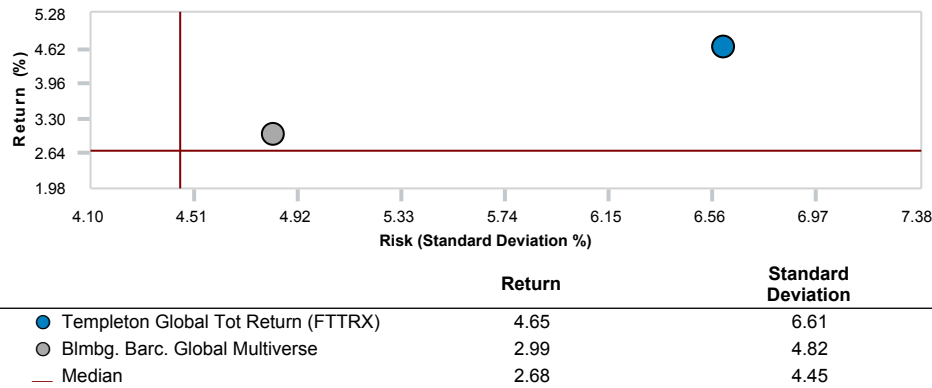 5.28
4.62
3.96
3.30
2.64
1.98
Return (%)
4.10 4.51 4.92 5.33 5.74 6.15 6.56 6.97 7.38
Risk (Standard Deviation %)
Return Standard Deviation
Templeton Global Tot Return (FTTRX) 4.65 6.61
Blmbg. Barc. Global Multiverse 2.99 4.82
Median 2.68 4.45